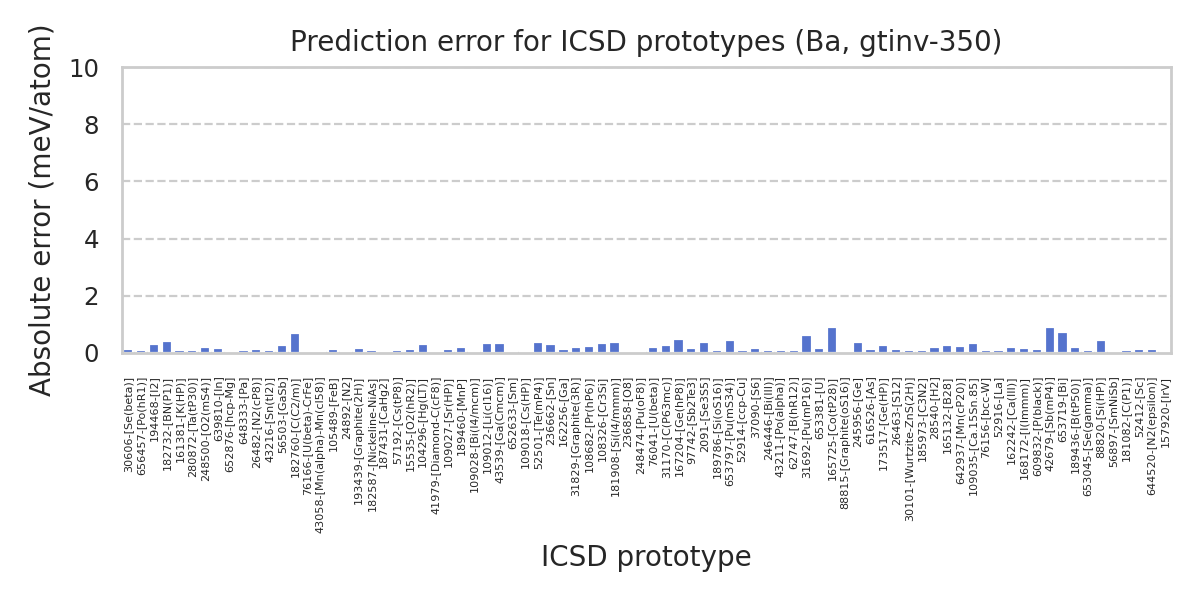 Prediction error for ICSD prototypes (Ba, gtinv-350)
Absolute error (meV/atom)
10
8
6
4
2
0
30606-[Se(beta)]
656457-[Po(hR1)]
194468-[I2]
182732-[BN(P1)]
161381-[K(HP)]
280872-[Ta(tP30)]
248500-[O2(mS4)]
639810-[In]
652876-[hcp-Mg]
648333-[Pa]
26482-[N2(cP8)]
43216-[Sn(tI2)]
56503-[GaSb]
182760-[C(C2/m)]
76166-[U(beta)-CrFe]
43058-[Mn(alpha)-Mn(cI58)]
105489-[FeB]
24892-[N2]
193439-[Graphite(2H)]
182587-[Nickeline-NiAs]
187431-[CaHg2]
57192-[Cs(tP8)]
15535-[O2(hR2)]
104296-[Hg(LT)]
41979-[Diamond-C(cF8)]
109027-[Sr(HP)]
189460-[MnP]
109028-[Bi(I4/mcm)]
109012-[Li(cI16)]
43539-[Ga(Cmcm)]
652633-[Sm]
109018-[Cs(HP)]
52501-[Te(mP4)]
236662-[Sn]
162256-[Ga]
31829-[Graphite(3R)]
108682-[Pr(hP6)]
108326-[Cr3Si]
181908-[Si(I4/mmm)]
236858-[O8]
248474-[Pu(oF8)]
76041-[U(beta)]
31170-[C(P63mc)]
167204-[Ge(hP8)]
97742-[Sb2Te3]
2091-[Se3S5]
189786-[Si(oS16)]
653797-[Pu(mS34)]
52914-[ccp-Cu]
37090-[S6]
246446-[Bi(III)]
43211-[Po(alpha)]
62747-[B(hR12)]
31692-[Pu(mP16)]
653381-[U]
165725-[Co(tP28)]
88815-[Graphite(oS16)]
245956-[Ge]
616526-[As]
173517-[Ge(HP)]
26463-[S12]
30101-[Wurtzite-ZnS(2H)]
185973-[C3N2]
28540-[H2]
165132-[B28]
642937-[Mn(cP20)]
109035-[Ca.15Sn.85]
76156-[bcc-W]
52916-[La]
162242-[Ca(III)]
168172-[I(Immm)]
609832-[P(black)]
42679-[Sb(mP4)]
653719-[Bi]
189436-[B(tP50)]
653045-[Se(gamma)]
88820-[Si(HP)]
56897-[SmNiSb]
181082-[C(P1)]
52412-[Sc]
644520-[N2(epsilon)]
157920-[IrV]
ICSD prototype